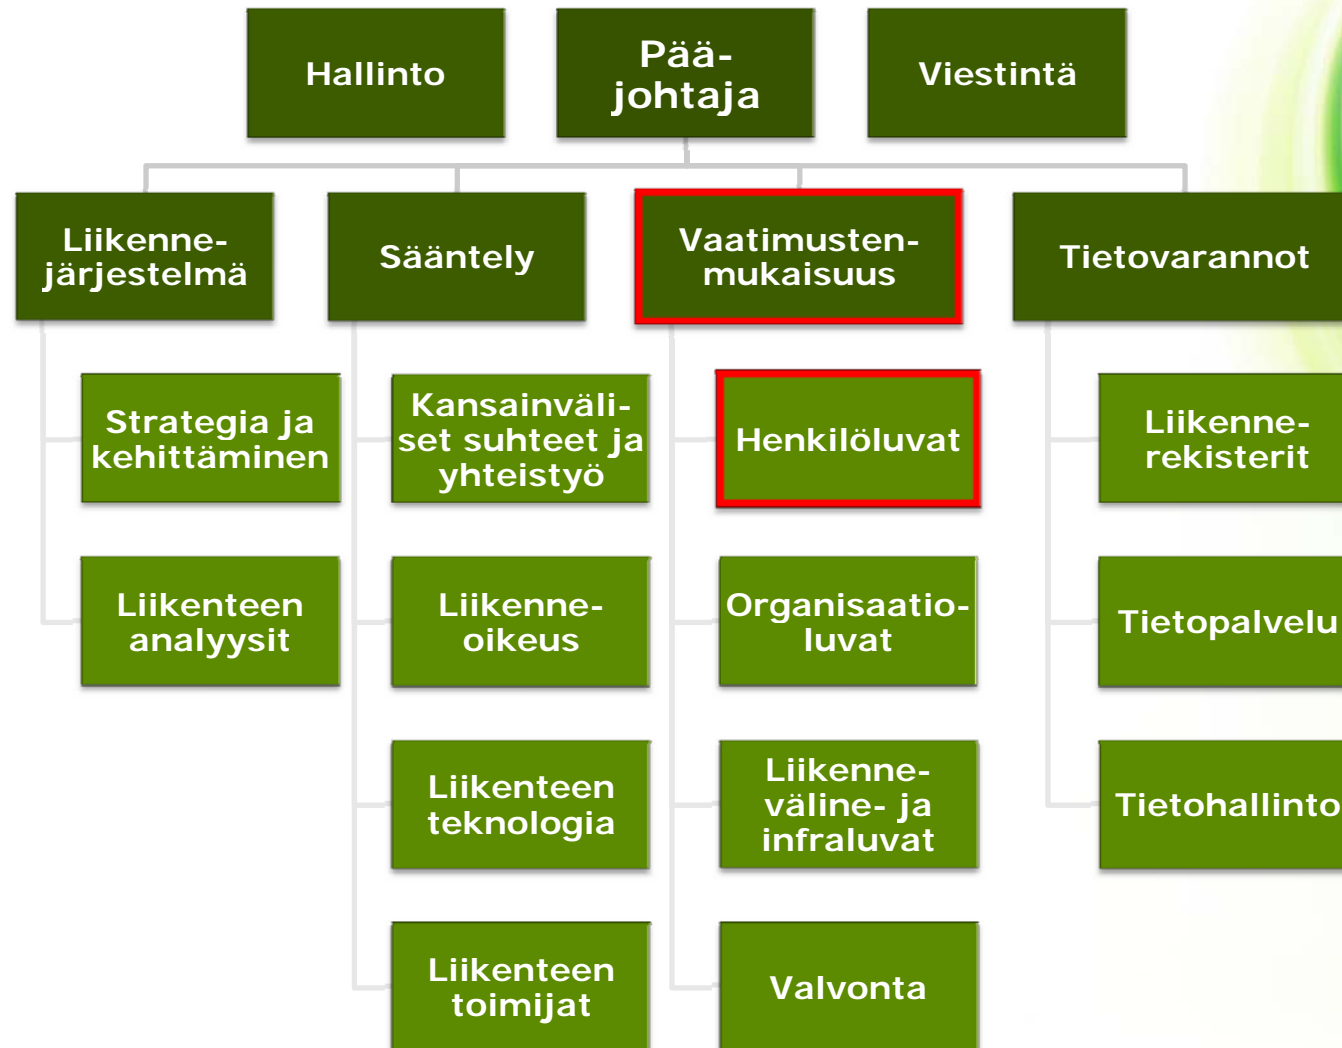 Hallinto
Pää-
johtaja
Viestintä
Liikenne-
järjestelmä
Sääntely
Vaatimusten-
mukaisuus
Tietovarannot
Strategia ja
kehittäminen
Kansainväli-
set suhteet ja
yhteistyö
Henkilöluvat
Liikenne-
rekisterit
Liikenteen
analyysit
Liikenne-
oikeus
Organisaatio-
luvat
Tietopalvelu
Liikenteen
teknologia
Liikenne-
väline- ja
infraluvat
Tietohallinto
Liikenteen
toimijat
Valvonta